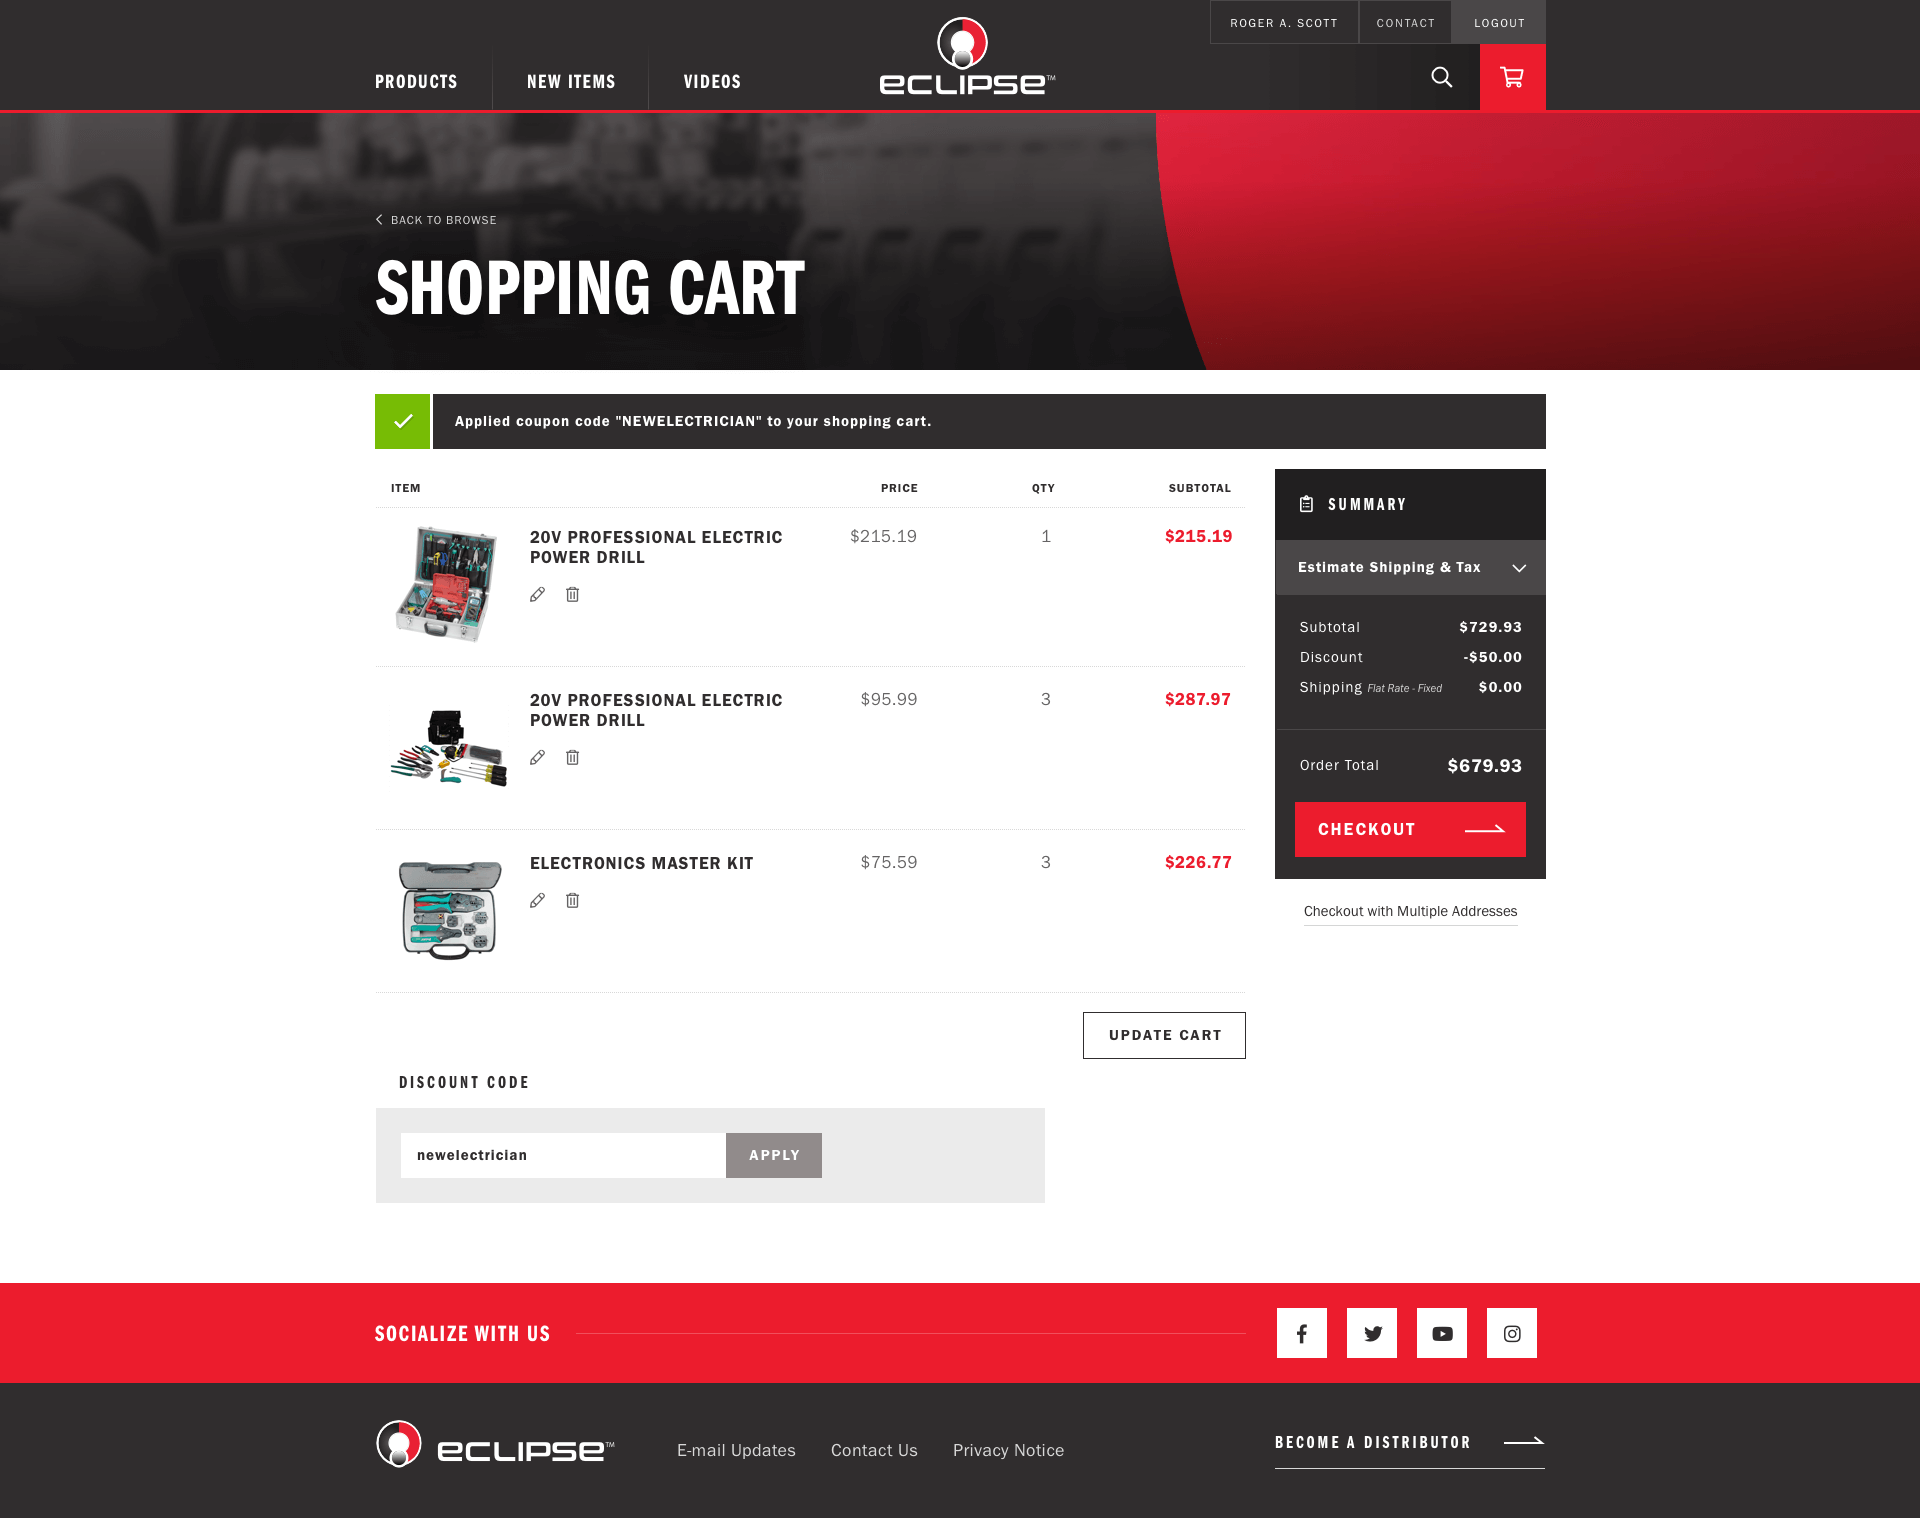 ROGER A. SCOTT
CONTACT
LOGOUT
PRODUCTS
NEW ITEMS
VIDEOS
eclipse™
BACK TO BROWSE
SHOPPING CART
Applied coupon code "NEWELECTRICIAN" to your shopping cart.
ITEM PRICE QTY SUBTOTAL
20V PROFESSIONAL ELECTRIC
POWER DRILL
$215.19 1 $215.19
20V PROFESSIONAL ELECTRIC
POWER DRILL
$95.99 3 $287.97
ELECTRONICS MASTER KIT
$75.59 3 $226.77
UPDATE CART
SUMMARY
Estimate Shipping & Tax
Subtotal $729.93
Discount -$50.00
Shipping Flat Rate - Fixed $0.00
Order Total $679.93
CHECKOUT
Checkout with Multiple Addresses
DISCOUNT CODE
newelectrician
APPLY
SOCIALIZE WITH US
eclipse™
E-mail Updates
Contact Us
Privacy Notice
BECOME A DISTRIBUTOR